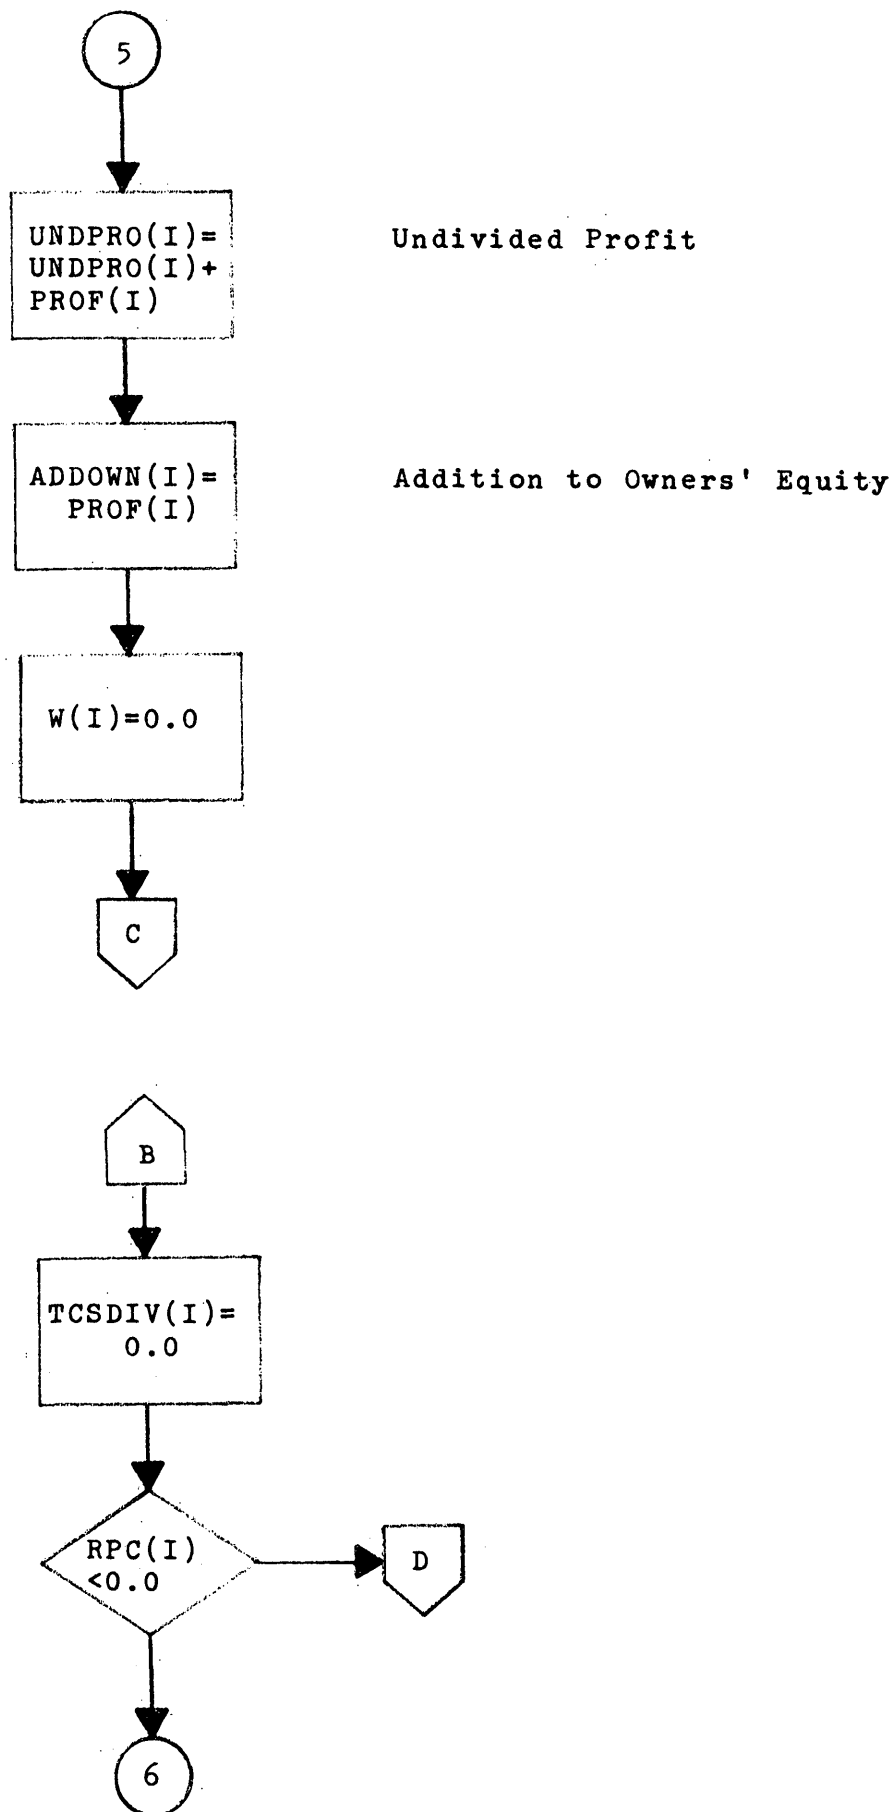 5
UNDPRO(I)=
UNDPRO(I)+
PROF(I)
Undivided Profit
ADDOWN(I)=
PROF(I)
Addition to Owners' Equity
W(I)=0.0
C
B
TCSDIV(I)=
0.0
RPC(I)
<0.0
D
6